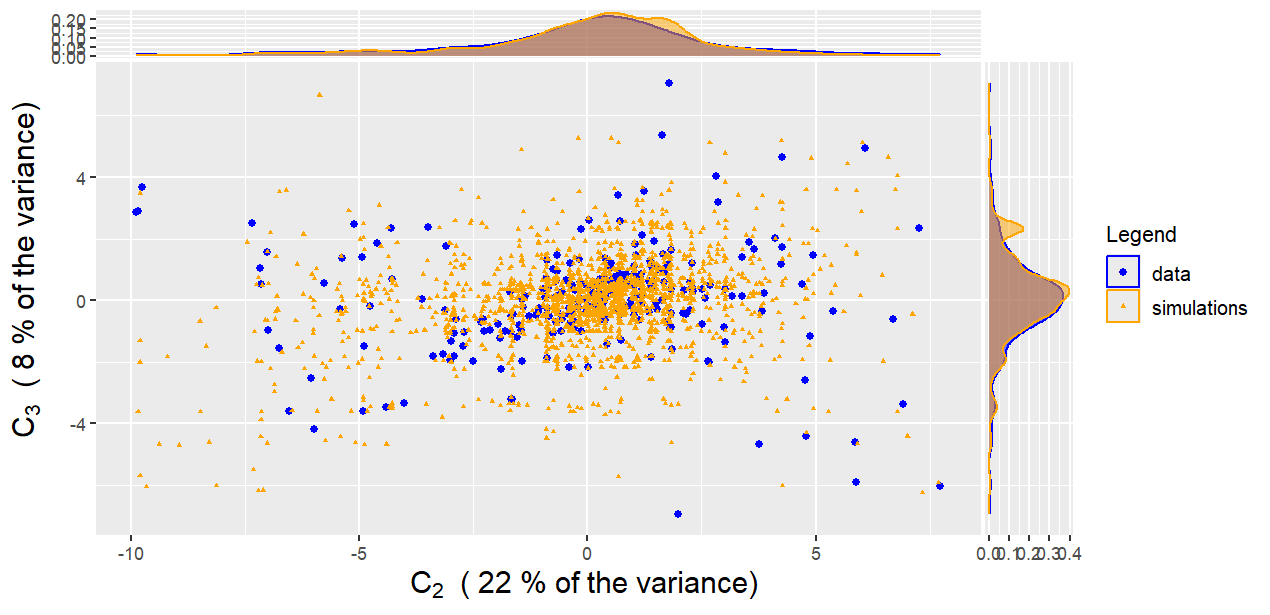 0.20
0.15
0.10
0.05
0.00
4
0
-4
C3 ( 8 % of the variance)
-10 -5 0 5
0.0 0.1 0.2 0.3 0.4
C2 ( 22 % of the variance)
Legend
data
simulations